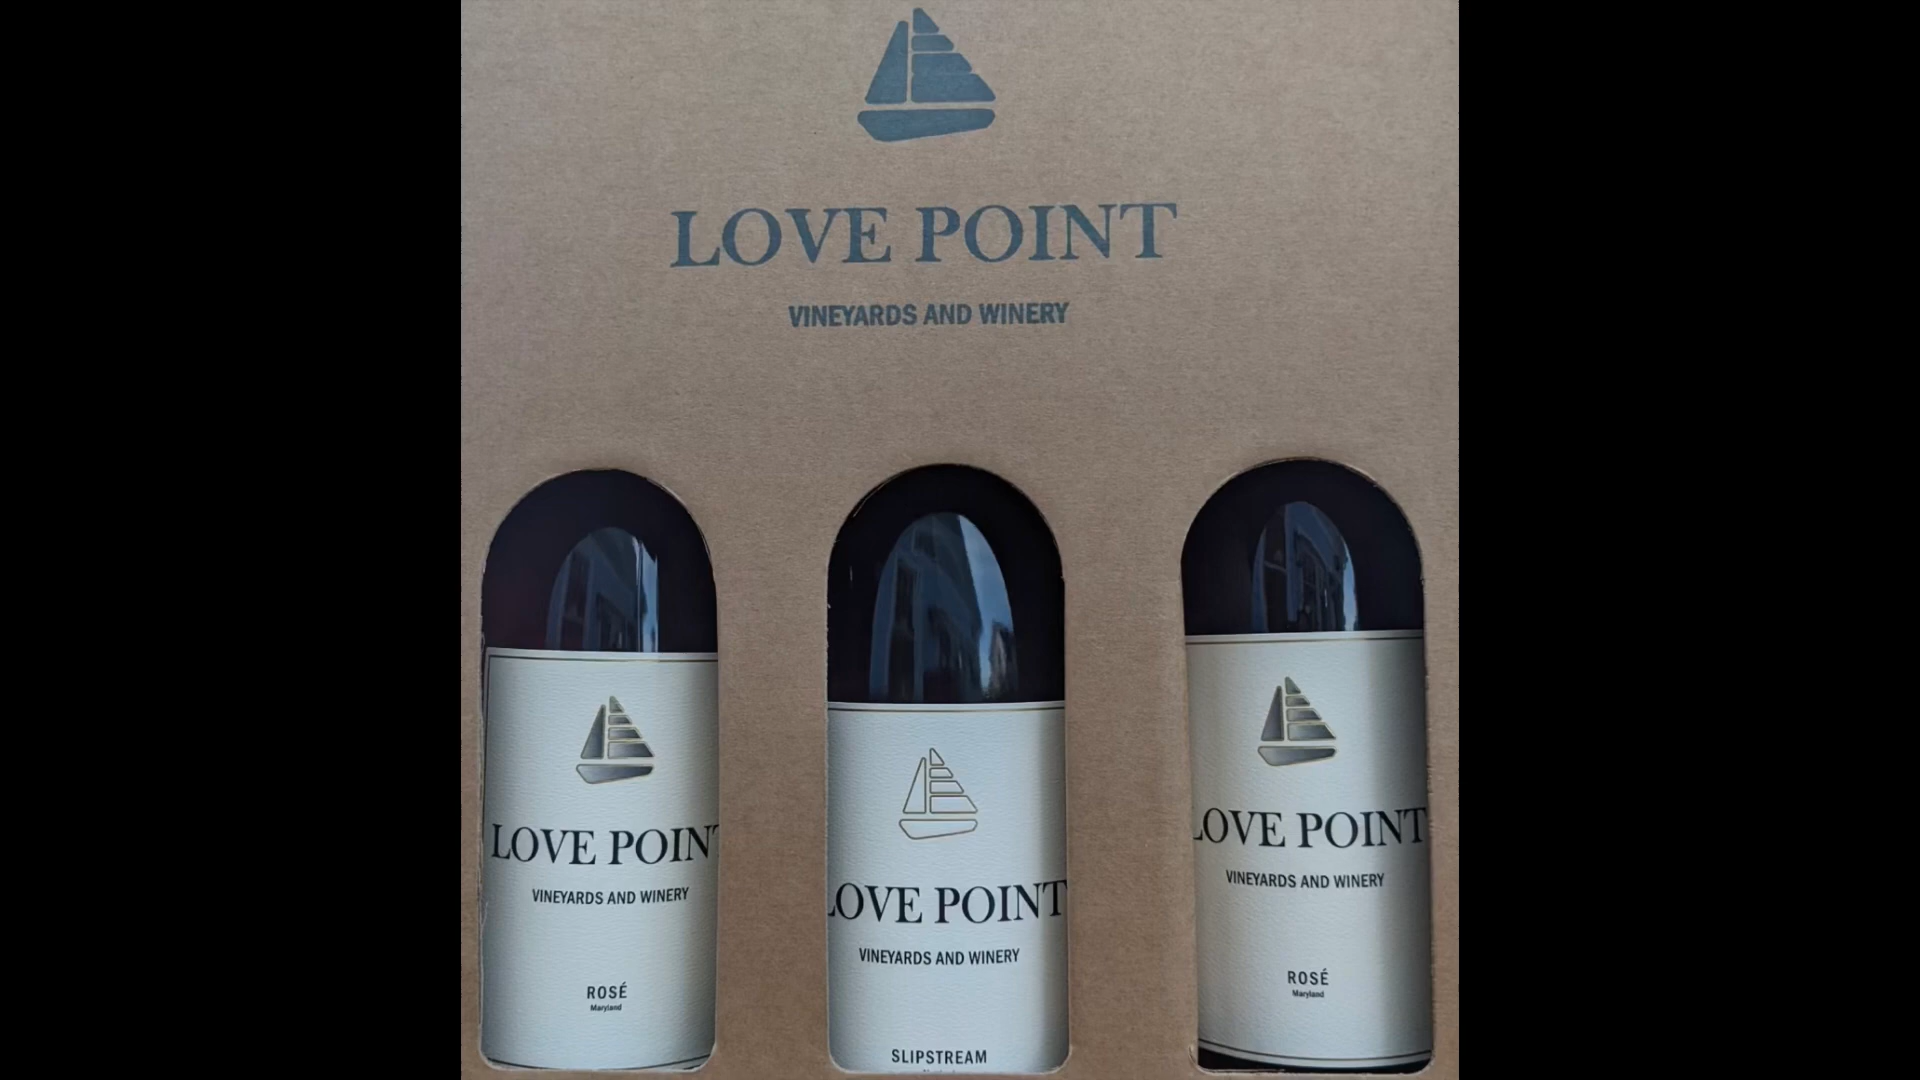 LOVE POINT
VINEYARDS AND WINERY
LOVE POINT
VINEYARDS AND WINERY
ROSÉ
Maryland
LOVE POINT
VINEYARDS AND WINERY
SLIPSTREAM
LOVE POINT
VINEYARDS AND WINERY
ROSÉ
Maryland